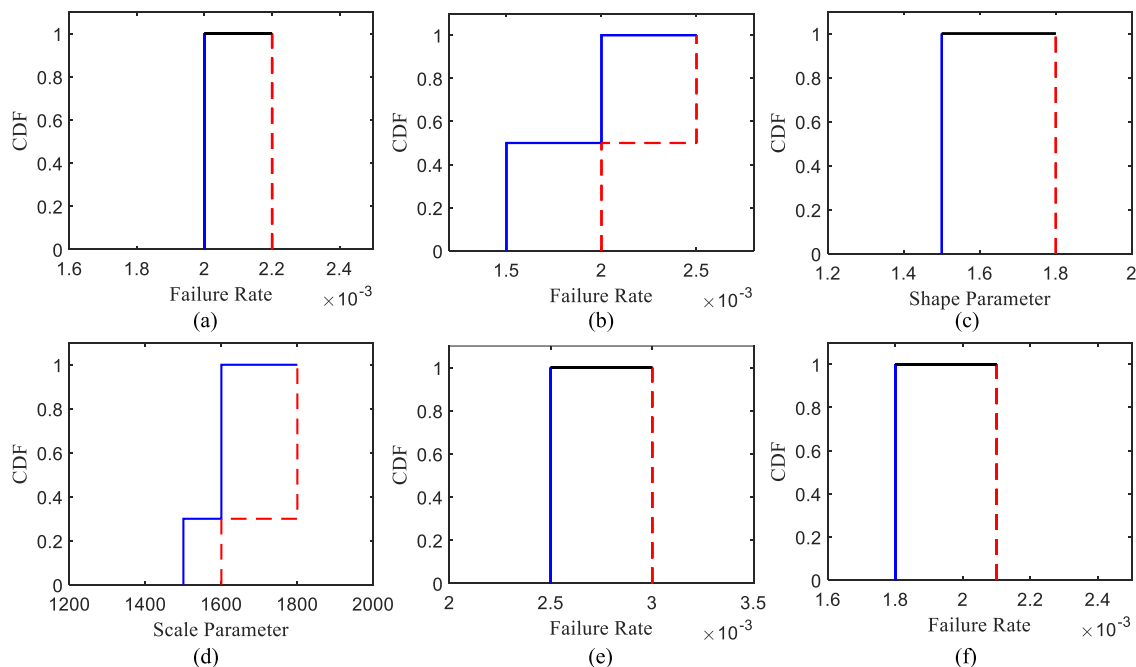 1
0.8
0.6
0.4
0.2
0
CDF
1.6 1.8 2 2.2 2.4
Failure Rate
×10-3
(a)
1
0.8
0.6
0.4
0.2
0
CDF
1.5 2 2.5
Failure Rate
×10-3
(b)
1
0.8
0.6
0.4
0.2
0
CDF
1.2 1.4 1.6 1.8 2
Shape Parameter
(c)
1
0.8
0.6
0.4
0.2
0
CDF
1200 1400 1600 1800 2000
Scale Parameter
(d)
1
0.8
0.6
0.4
0.2
0
CDF
2 2.5 3 3.5
Failure Rate
×10-3
(e)
1
0.8
0.6
0.4
0.2
0
CDF
1.6 1.8 2 2.2 2.4
Failure Rate
×10-3
(f)